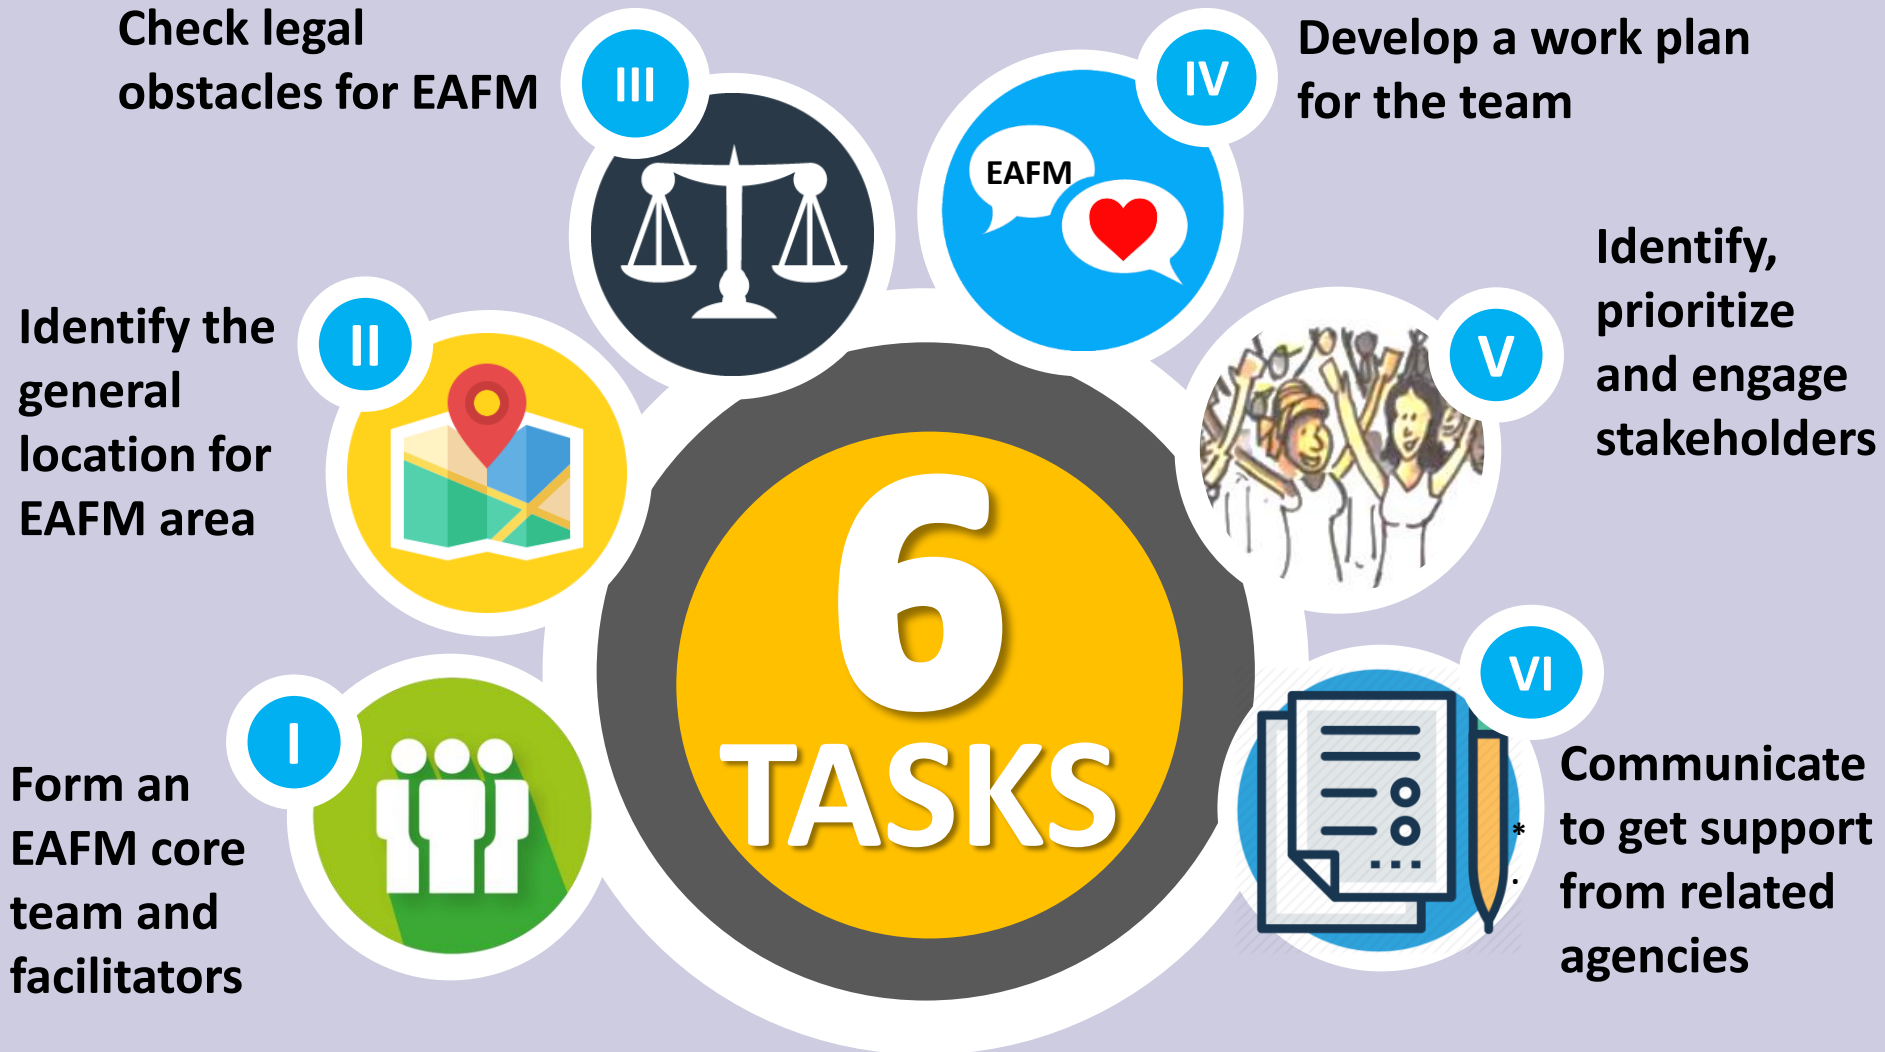 Check legal
obstacles for EAFM
III
IV
Develop a work plan
for the team
EAFM
Identify the
general
location for
EAFM area
II
V
Identify,
prioritize
and engage
stakeholders
6
TASKS
I
Form an
EAFM core
team and
facilitators
VI
Communicate
to get support
from related
agencies
*
.